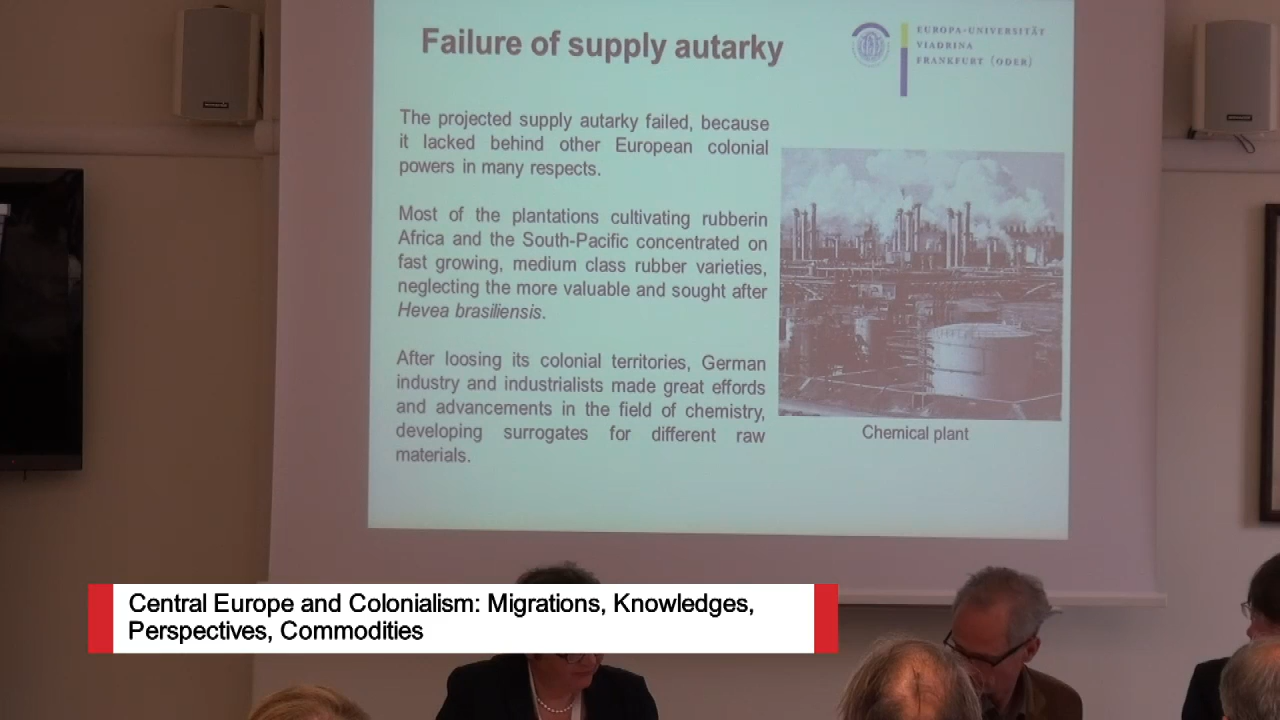 Failure of supply autarky
EUROPA-UNIVERSITÄT
VIADRINA
FRANKFURT (ODER)
The projected supply autarky failed, because
it lacked behind other European colonial
powers in many respects.
Most of the plantations cultivating rubberin
Africa and the South-Pacific concentrated on
fast growing, medium class rubber varieties,
neglecting the more valuable and sought after
Hevea brasiliensis.
After loosing its colonial territories, German
industry and industrialists made great effords
and advancements in the field of chemistry,
developing surrogates for different raw
materials.
Chemical plant
Central Europe and Colonialism: Migrations, Knowledges,
Perspectives, Commodities